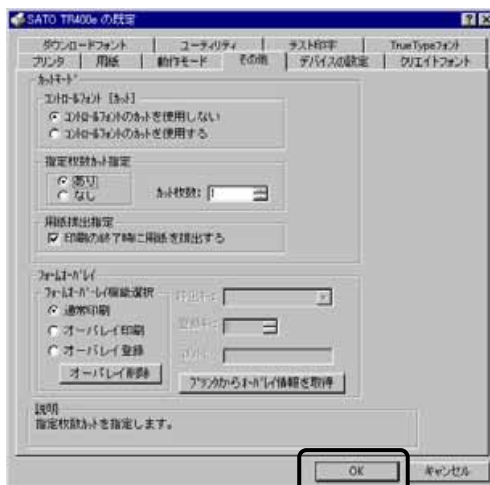 SATO TR400e の既定
ダウンロードフォント ユーティリティ テスト印字 TrueTypeフォント
プリンタ 用紙 動作モード その他 デバイスの設定 クリエイトフォント
カットモード
コントロールフォント [カット]
コントロールフォントのカットを使用しない
コントロールフォントのカットを使用する
指定枚数カット指定
あり
なし
カット枚数: 1
用紙排出指定
印刷の終了時に用紙を排出する
フォームオーバレイ
フォームオーバーレイ機能選択
通常印刷
オーバレイ印刷
オーバレイ登録
オーバレイ削除
プリンタからオーバレイ情報を取得
説明
指定枚数カットを指定します。
OK キャンセル